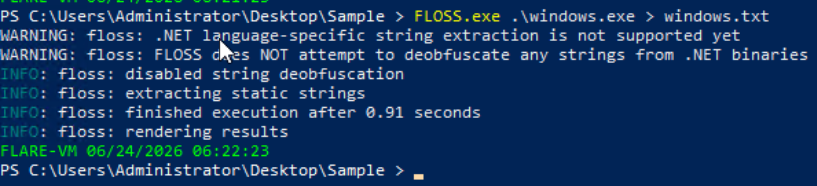 PS C:\Users\Administrator\Desktop\Sample > FLOSS.exe .\windows.exe > windows.txt
WARNING: floss: .NET language-specific string extraction is not supported yet
WARNING: floss: FLOSS does NOT attempt to deobfuscate any strings from .NET binaries
INFO: floss: disabled string deobfuscation
INFO: floss: extracting static strings
INFO: floss: finished execution after 0.91 seconds
INFO: floss: rendering results
FLARE-VM 06/24/2026 06:22:23
PS C:\Users\Administrator\Desktop\Sample >